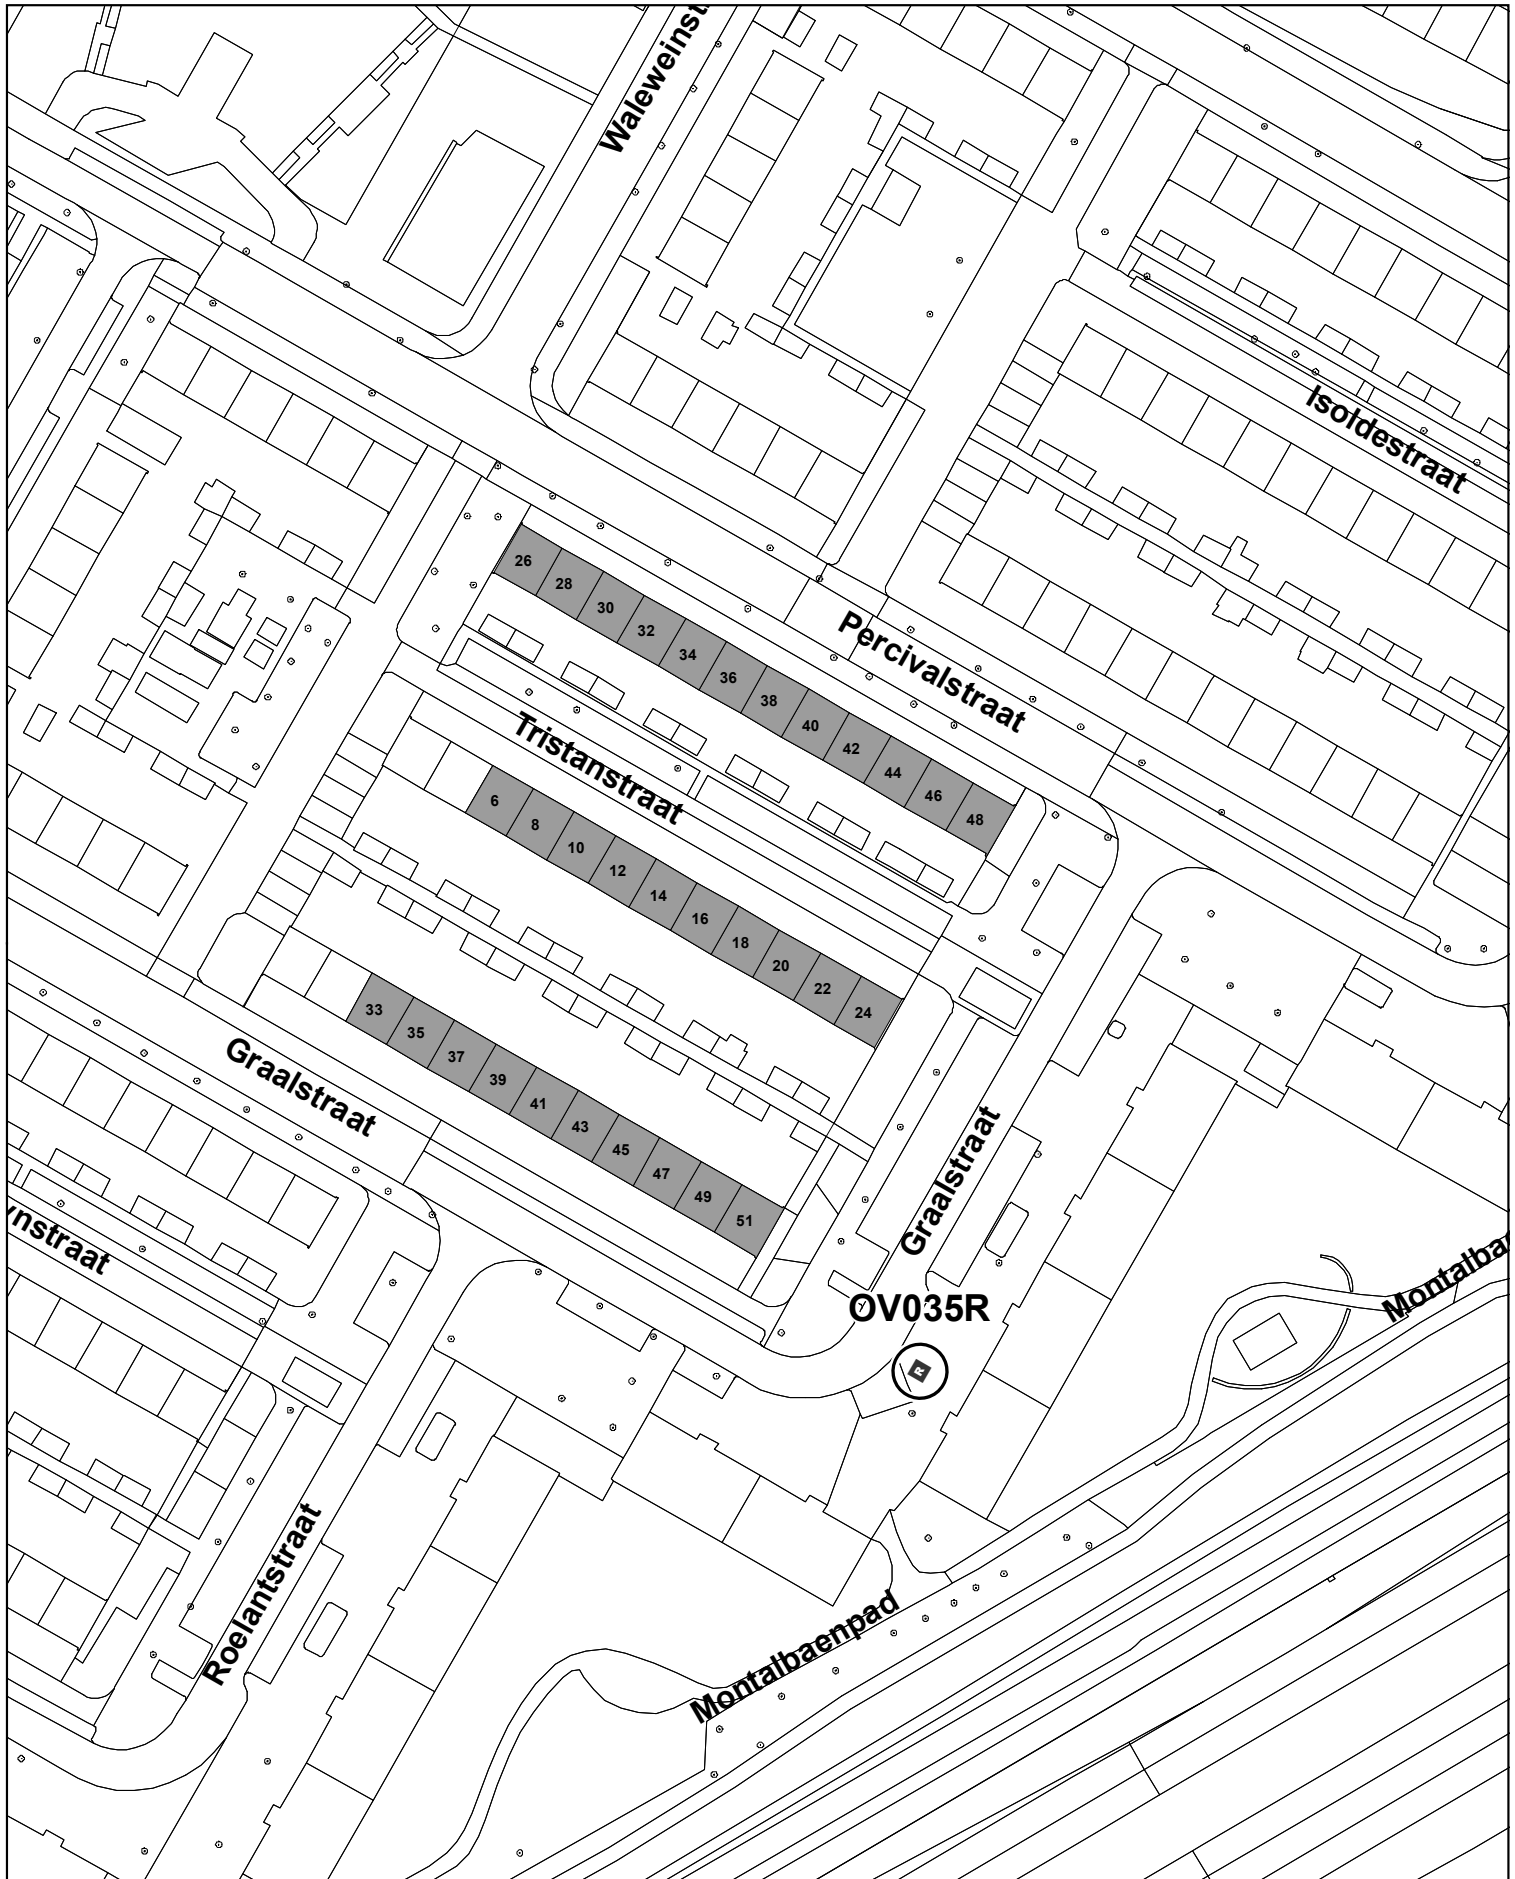 Waleweinst
Isoldestraat
26
28
30
32
34
36
38
40
42
44
46
48
Percivalstraat
Tristanstraat
6
8
10
12
14
16
18
20
22
24
33
35
37
39
41
43
45
47
49
51
Graalstraat
Graalstraat
ynstraat
Montalba
OV035R
R
Roelantstraat
Montalbaenpad